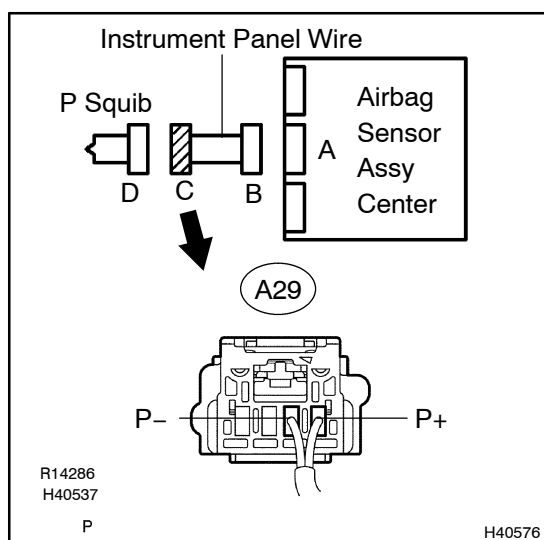 Instrument Panel Wire
P Squib
Airbag
Sensor
Assy
Center
A
D
C
B
A29
P−
P+
R14286
H40537
P
H40576